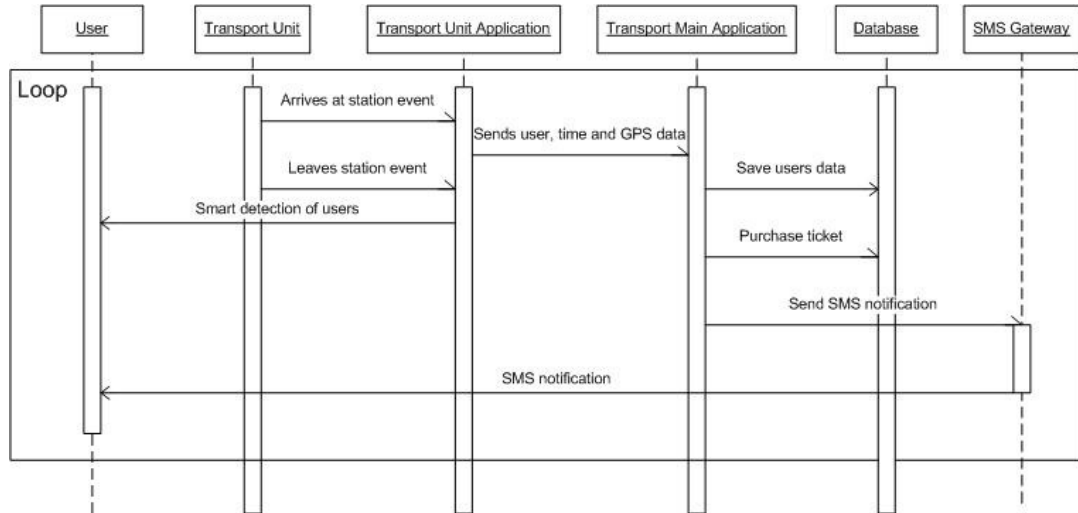 User
Transport Unit
Transport Unit Application
Transport Main Application
Database
SMS Gateway
Loop
Arrives at station event
Sends user, time and GPS data
Leaves station event
Save users data
Smart detection of users
Purchase ticket
Send SMS notification
SMS notification